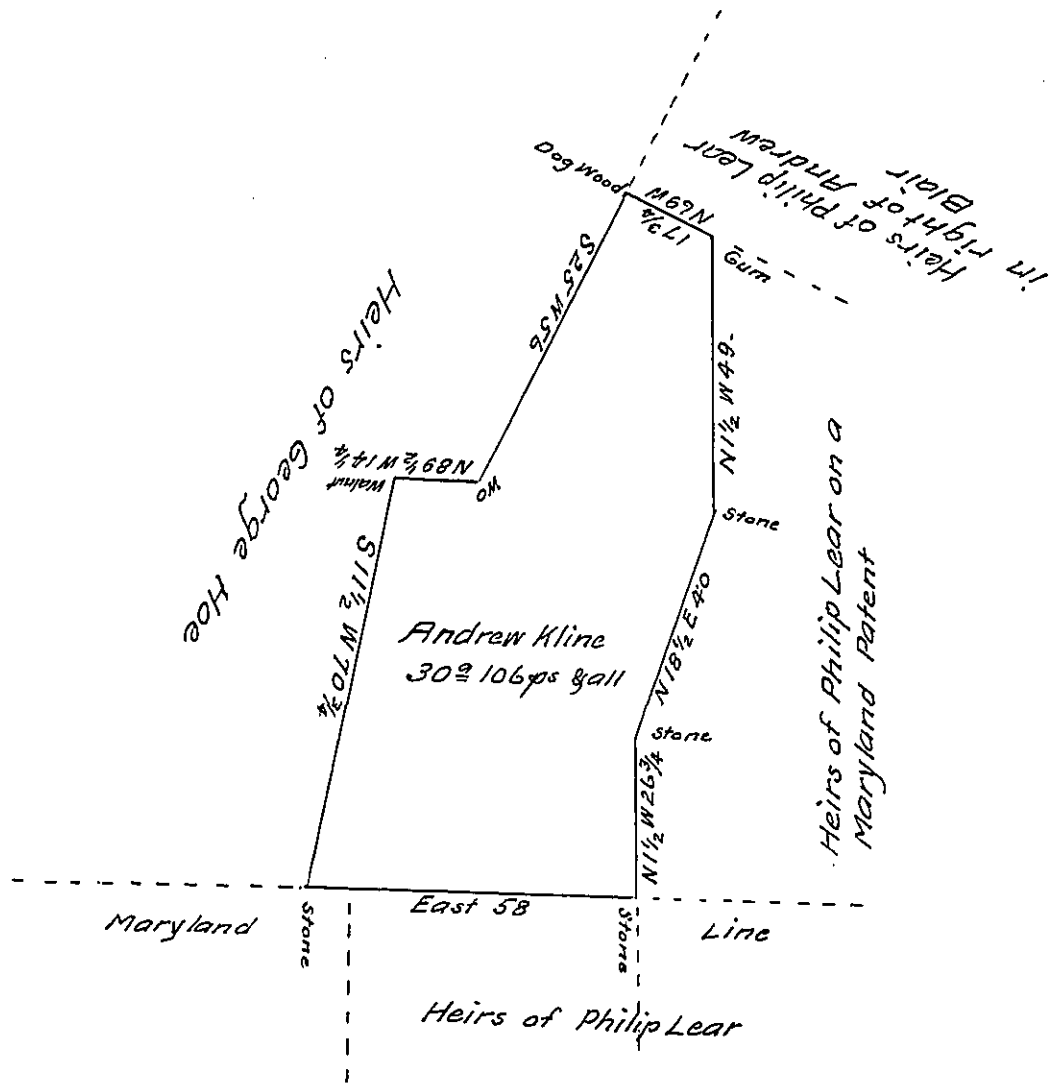 Heirs of Philip Lear
in right of Andrew
Blair
Dogwood
N69W
17¾
Gum
S25W56
N1½W49-
Heirs of George Hoe
N89½W14¼
Walnut
WO
Stone
Heirs of Philip Lear on a
Maryland Patent
S11½W70¾
N18½E40
Andrew Kline
30a 106ps &all
Stone
N1½W26¾
East 58
Maryland
Stone
Stone
Line
Heirs of Philip Lear